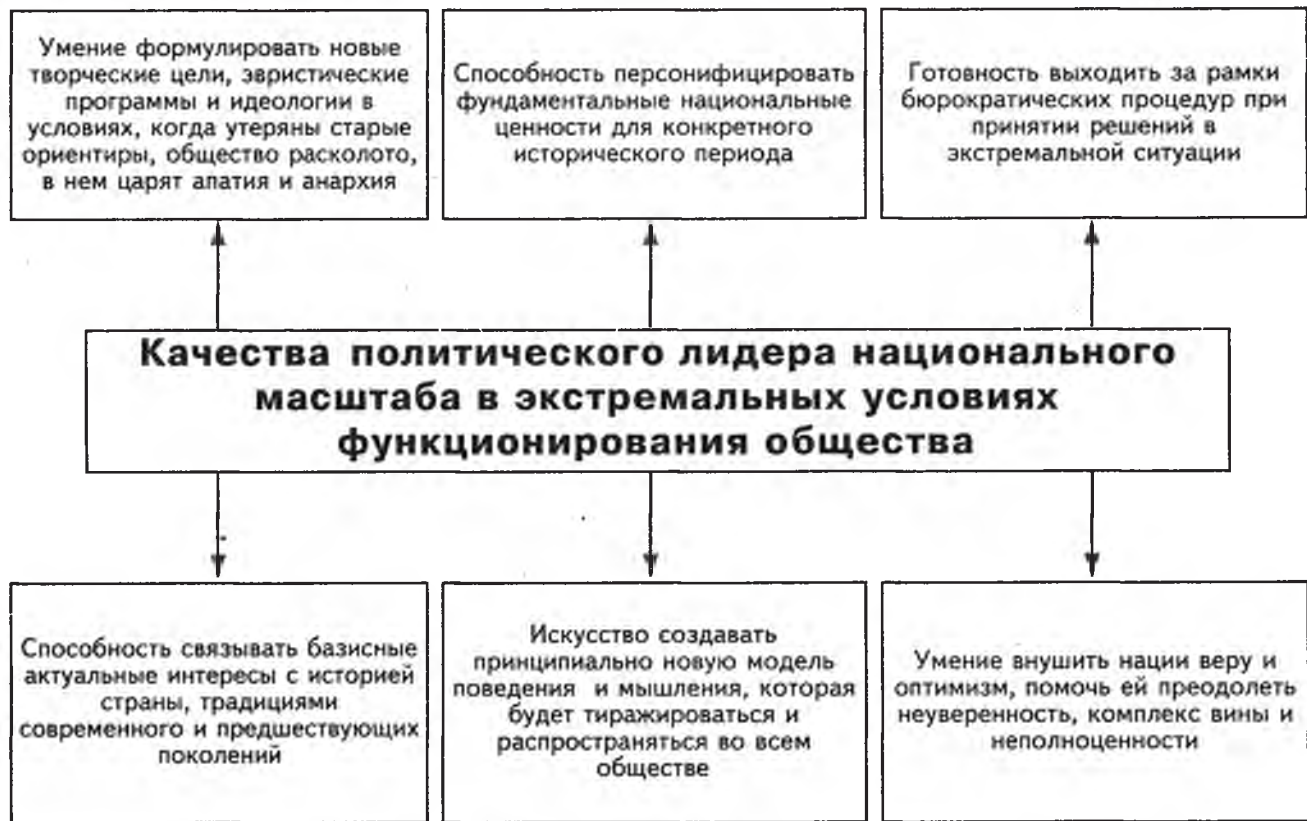 Умение формулировать новые
творческие цели, эвристические
программы и идеологии в
условиях, когда утеряны старые
ориентиры, общество расколото,
в нем царят апатия и анархия
Способность персонифицировать
фундаментальные национальные
ценности для конкретного
исторического периода
Готовность выходить за рамки
бюрократических процедур при
принятии решений в
экстремальной ситуации
Качества политического лидера национального
масштаба в экстремальных условиях
функционирования общества
Способность связывать базисные
актуальные интересы с историей
страны, традициями
современного и предшествующих
поколений
Искусство создавать
принципиально новую модель
поведения и мышления, которая
будет тиражироваться и
распространяться во всем
обществе
Умение внушить нации веру и
оптимизм, помочь ей преодолеть
неуверенность, комплекс вины и
неполноценности